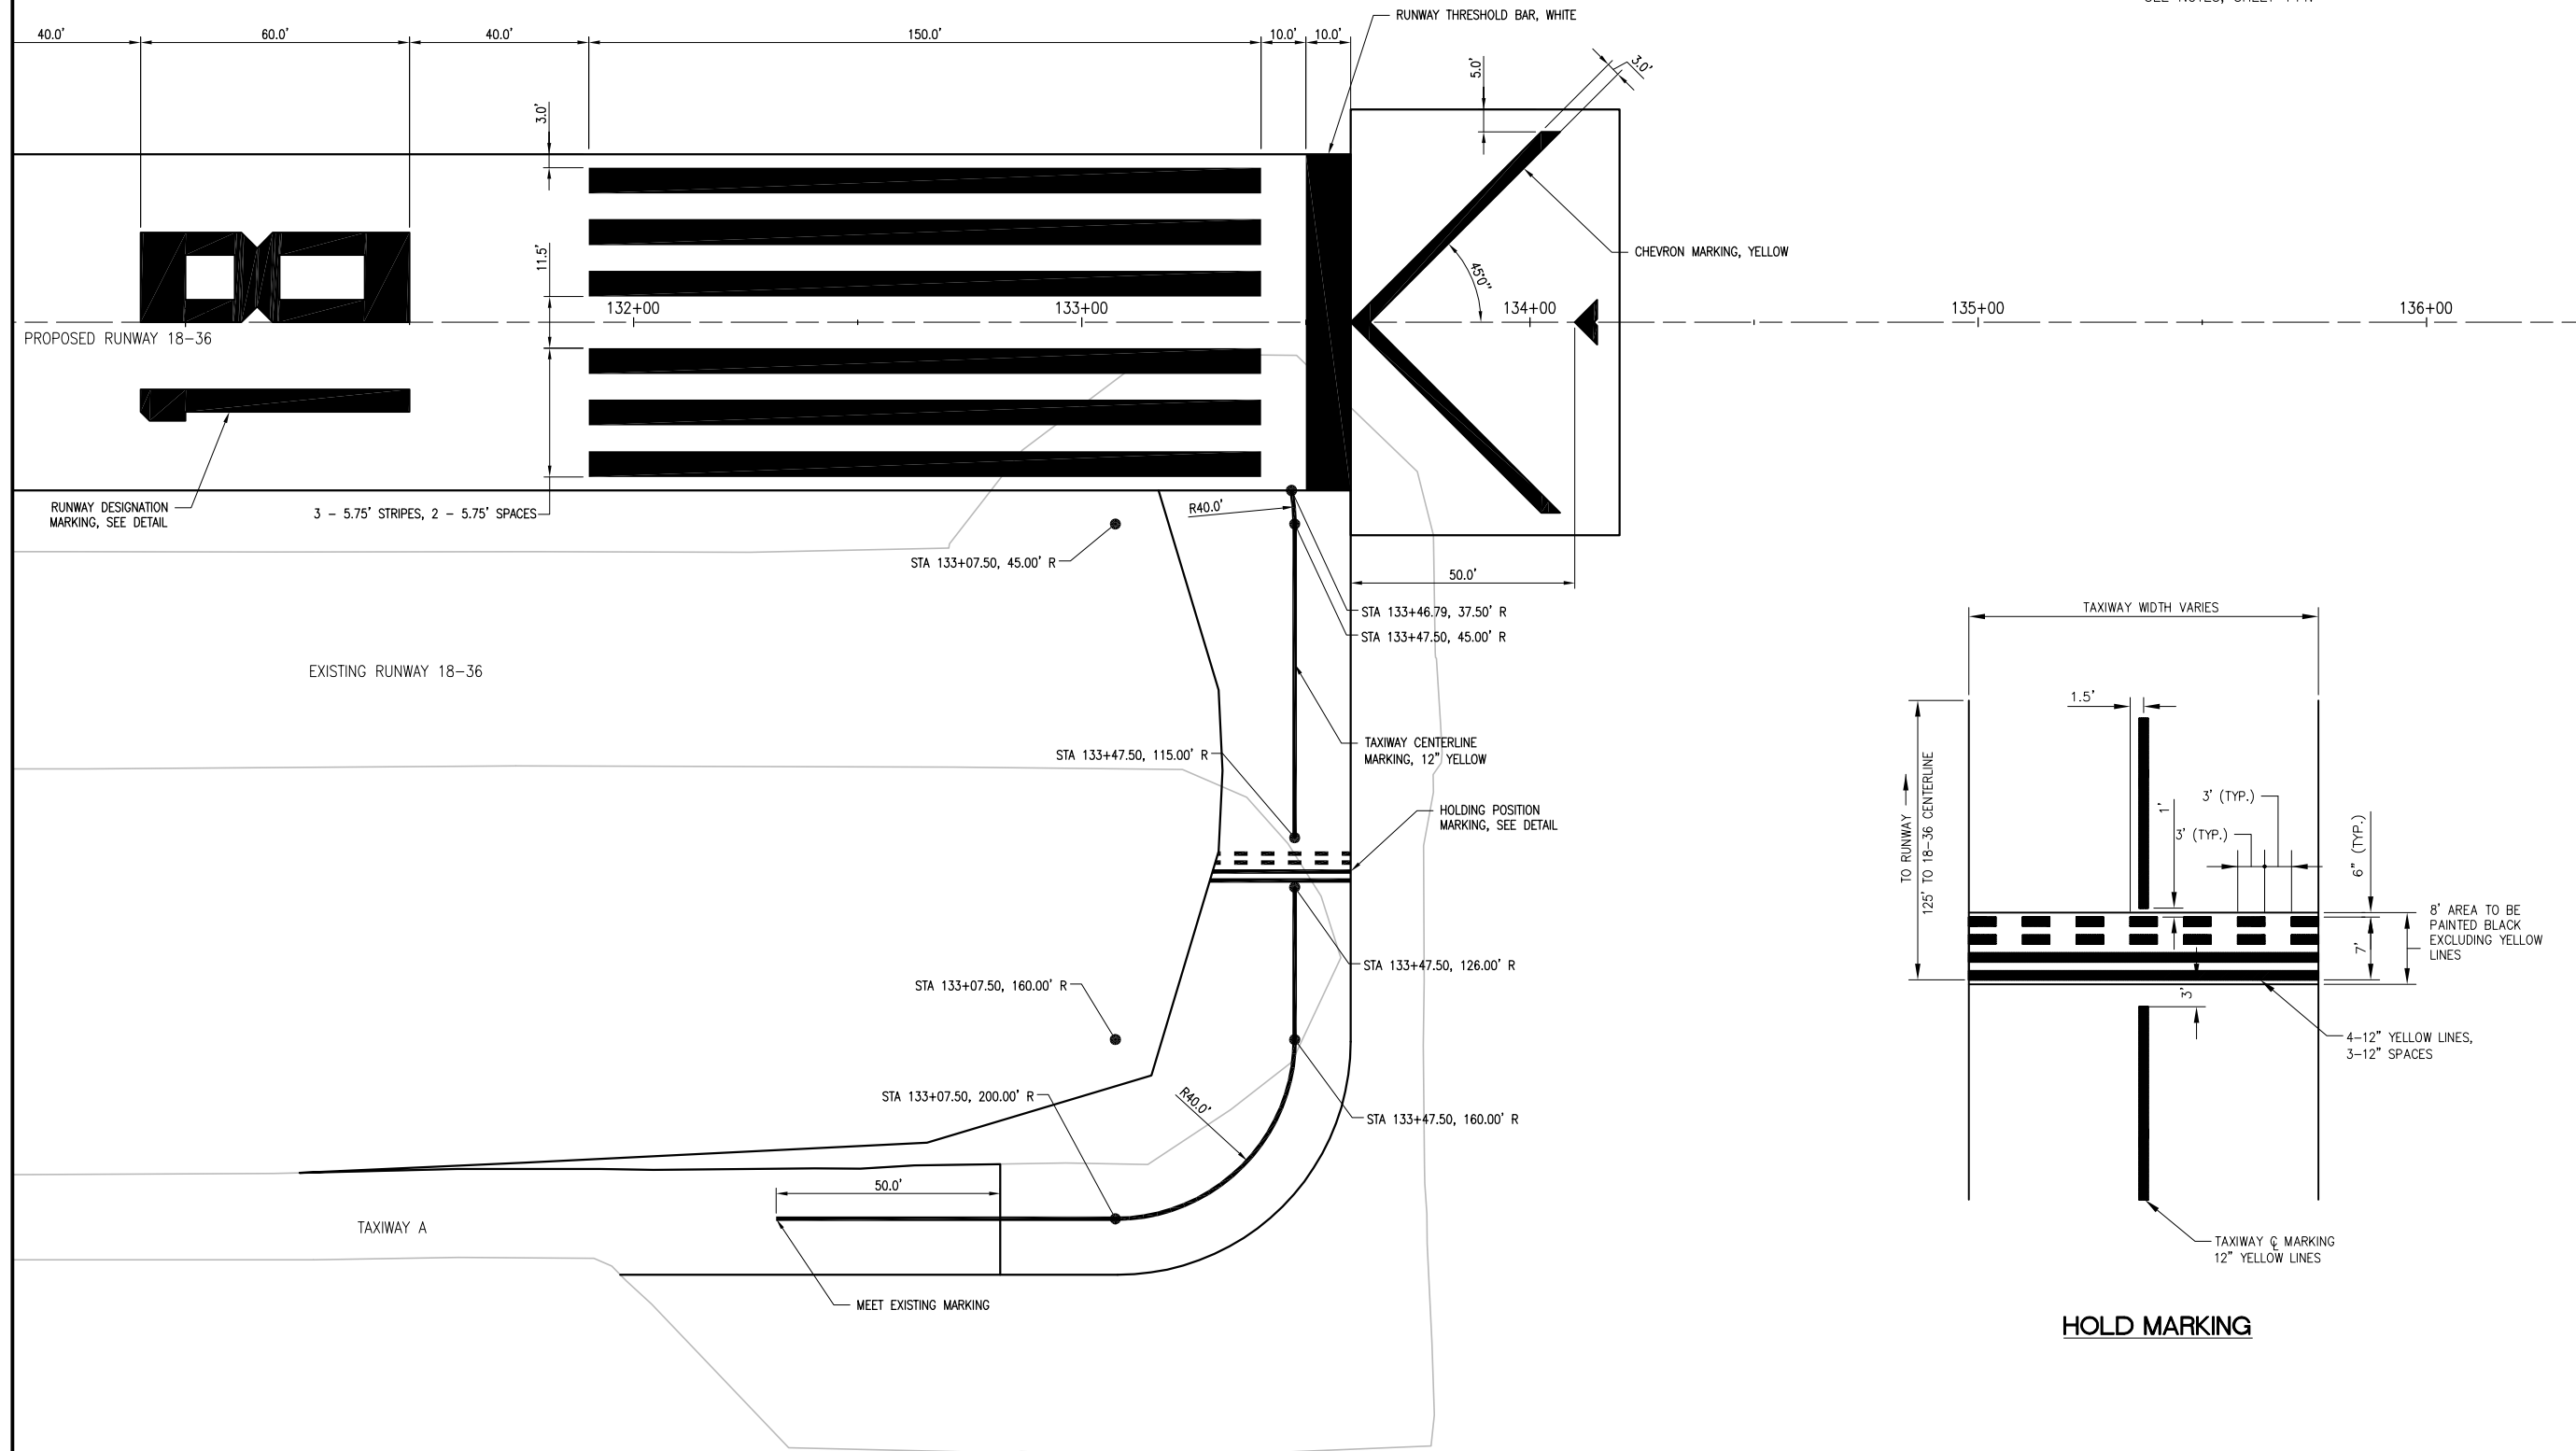 SEE NOTES, SHEET
RUNWAY THRESHOLD BAR, WHITE
40.0'
60.0'
40.0'
150.0'
10.0'
10.0'
5.0'
3.0'
3.0'
11.5'
45°0"
CHEVRON MARKING, YELLOW
132+00
133+00
134+00
135+00
136+00
PROPOSED RUNWAY 18-36
RUNWAY DESIGNATION
MARKING, SEE DETAIL
3 - 5.75' STRIPES, 2 - 5.75' SPACES
R40.0'
STA 133+07.50, 45.00' R
50.0'
STA 133+46.79, 37.50' R
STA 133+47.50, 45.00' R
EXISTING RUNWAY 18-36
STA 133+47.50, 115.00' R
TAXIWAY CENTERLINE
MARKING, 12" YELLOW
HOLDING POSITION
MARKING, SEE DETAIL
STA 133+47.50, 126.00' R
STA 133+07.50, 160.00' R
STA 133+07.50, 200.00' R
R40.0'
STA 133+47.50, 160.00' R
50.0'
TAXIWAY A
MEET EXISTING MARKING
TAXIWAY WIDTH VARIES
1.5'
TO RUNWAY
125' TO 18-36 CENTERLINE
1'
3' (TYP.)
3' (TYP.)
6" (TYP.)
7'
8' AREA TO BE
PAINTED BLACK
EXCLUDING YELLOW
LINES
3'
4-12" YELLOW LINES,
3-12" SPACES
TAXIWAY ℄ MARKING
12" YELLOW LINES
HOLD MARKING